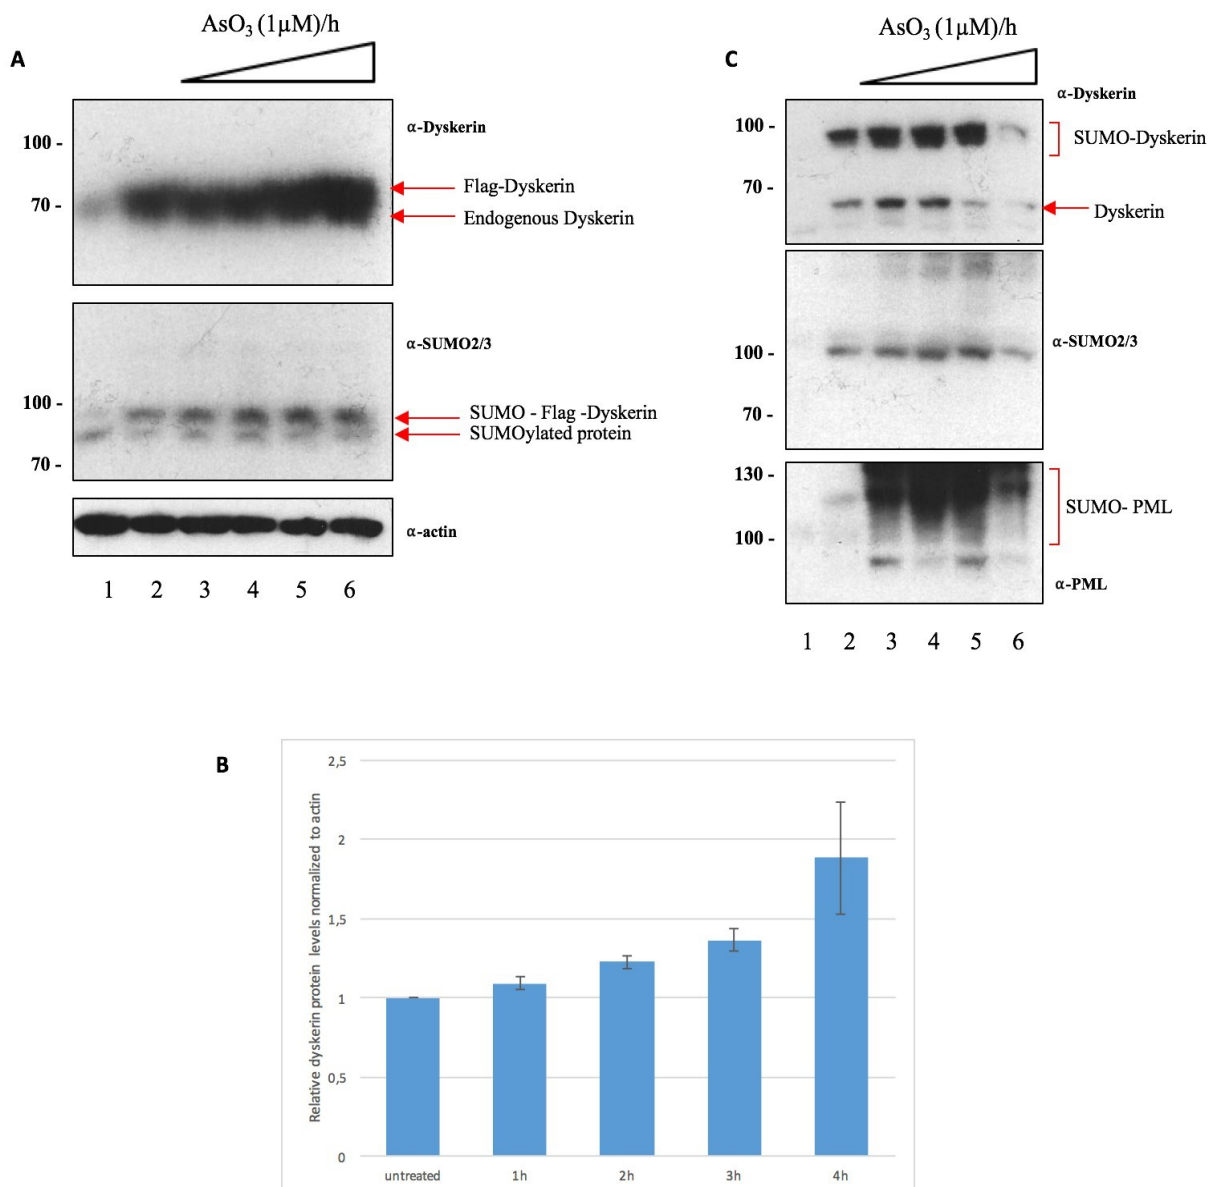 A
AsO₃ (1µM)/h
100 -
70 -
α-Dyskerin
Flag-Dyskerin
Endogenous Dyskerin
100 -
70 -
α-SUMO2/3
SUMO - Flag -Dyskerin
SUMOylated protein
α-actin
1 2 3 4 5 6
C
AsO₃ (1µM)/h
α-Dyskerin
100 -
70 -
SUMO-Dyskerin
Dyskerin
100 -
70 -
α-SUMO2/3
130 -
100 -
SUMO- PML
α-PML
1 2 3 4 5 6
B
Relative dyskerin protein levels normalized to actin
2,5
2
1,5
1
0,5
0
untreated 1h 2h 3h 4h